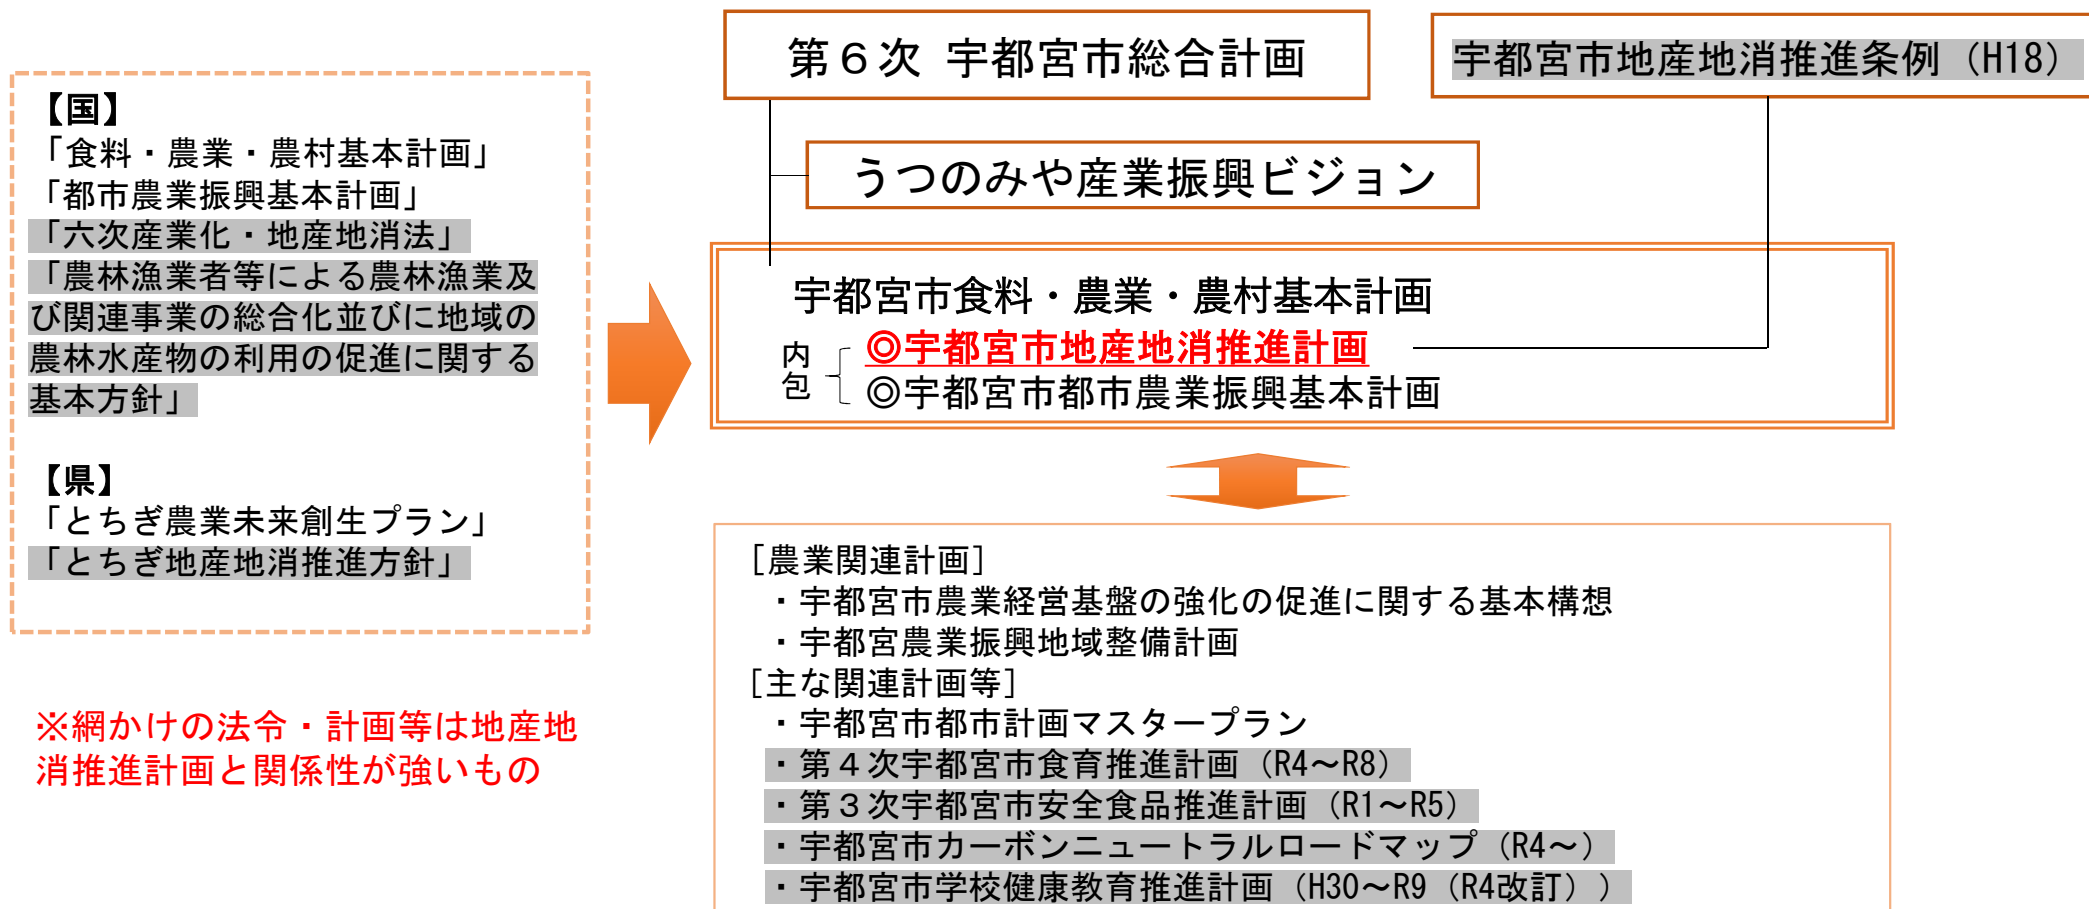 第６次 宇都宮市総合計画
宇都宮市地産地消推進条例（H18）
うつのみや産業振興ビジョン
【国】
「食料・農業・農村基本計画」
「都市農業振興基本計画」
「六次産業化・地産地消法」
「農林漁業者等による農林漁業及
び関連事業の総合化並びに地域の
農林水産物の利用の促進に関する
基本方針」
【県】
「とちぎ農業未来創生プラン」
「とちぎ地産地消推進方針」
※網かけの法令・計画等は地産地
消推進計画と関係性が強いもの
宇都宮市食料・農業・農村基本計画
内包
◎宇都宮市地産地消推進計画
◎宇都宮市都市農業振興基本計画
［農業関連計画］
・宇都宮市農業経営基盤の強化の促進に関する基本構想
・宇都宮農業振興地域整備計画
［主な関連計画等］
・宇都宮市都市計画マスタープラン
・第４次宇都宮市食育推進計画（R4～R8）
・第３次宇都宮市安全食品推進計画（R1～R5）
・宇都宮市カーボンニュートラルロードマップ（R4～）
・宇都宮市学校健康教育推進計画（H30～R9（R4改訂））